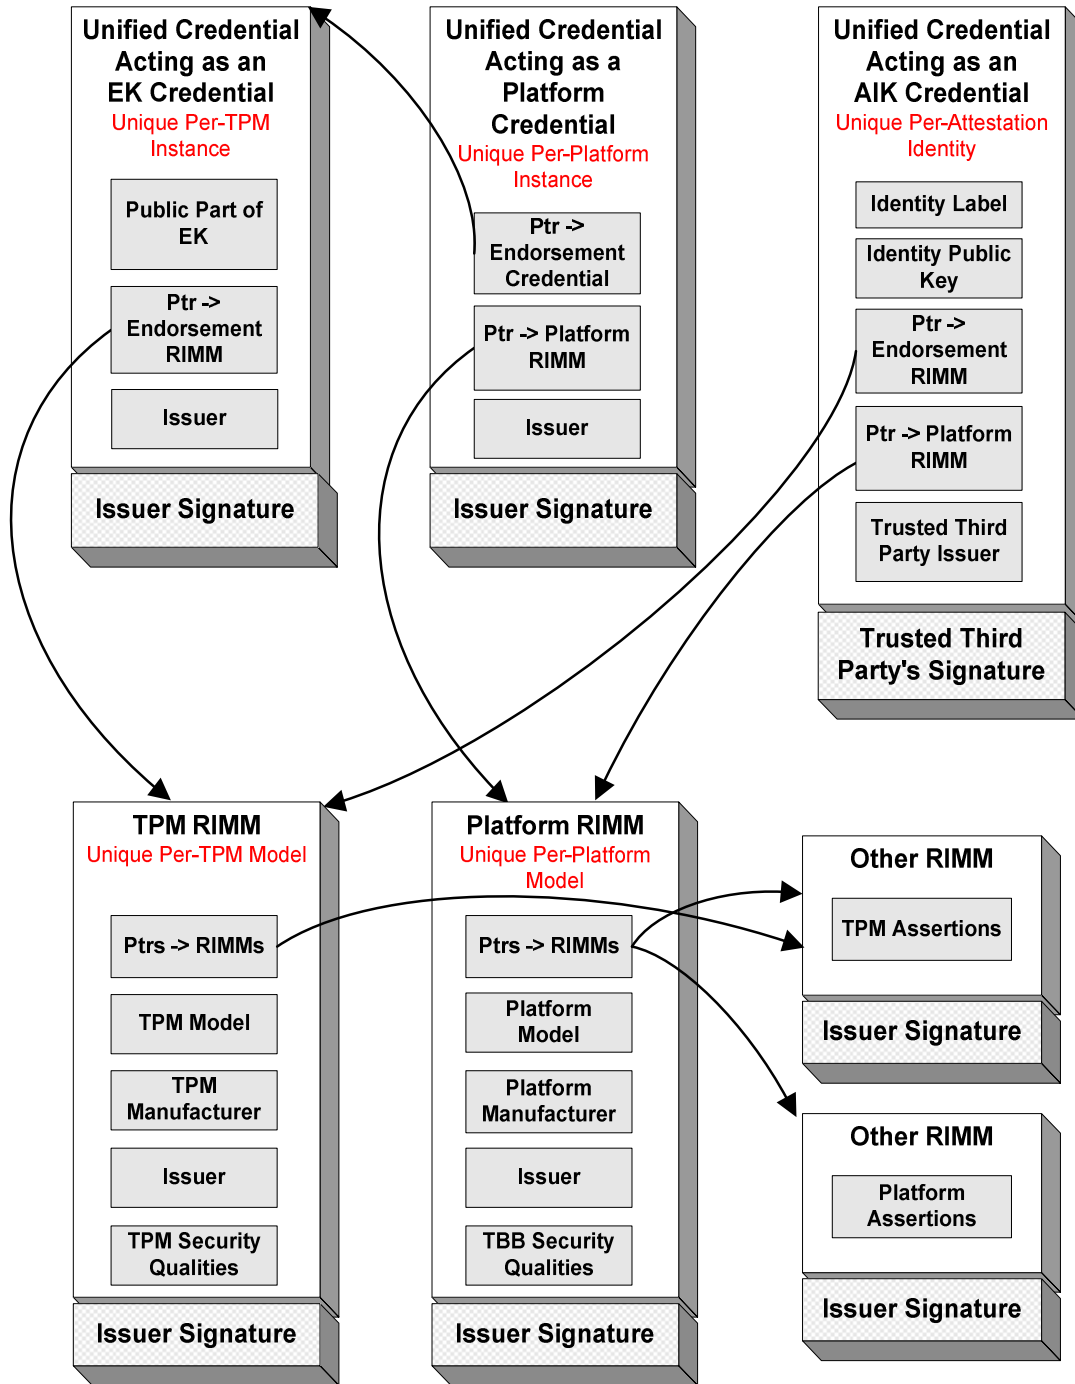 Unified Credential
Acting as an
EK Credential
Unique Per-TPM
Instance
Public Part of
EK
Ptr ->
Endorsement
RIMM
Issuer
Issuer Signature
Unified Credential
Acting as a
Platform
Credential
Unique Per-Platform
Instance
Ptr ->
Endorsement
Credential
Ptr -> Platform
RIMM
Issuer
Issuer Signature
Unified Credential
Acting as an
AIK Credential
Unique Per-Attestation
Identity
Identity Label
Identity Public
Key
Ptr ->
Endorsement
RIMM
Ptr -> Platform
RIMM
Trusted Third
Party Issuer
Trusted Third
Party's Signature
TPM RIMM
Unique Per-TPM Model
Ptrs -> RIMMs
TPM Model
TPM
Manufacturer
Issuer
TPM Security
Qualities
Issuer Signature
Platform RIMM
Unique Per-Platform
Model
Ptrs -> RIMMs
Platform
Model
Platform
Manufacturer
Issuer
TBB Security
Qualities
Issuer Signature
Other RIMM
TPM Assertions
Issuer Signature
Other RIMM
Platform
Assertions
Issuer Signature